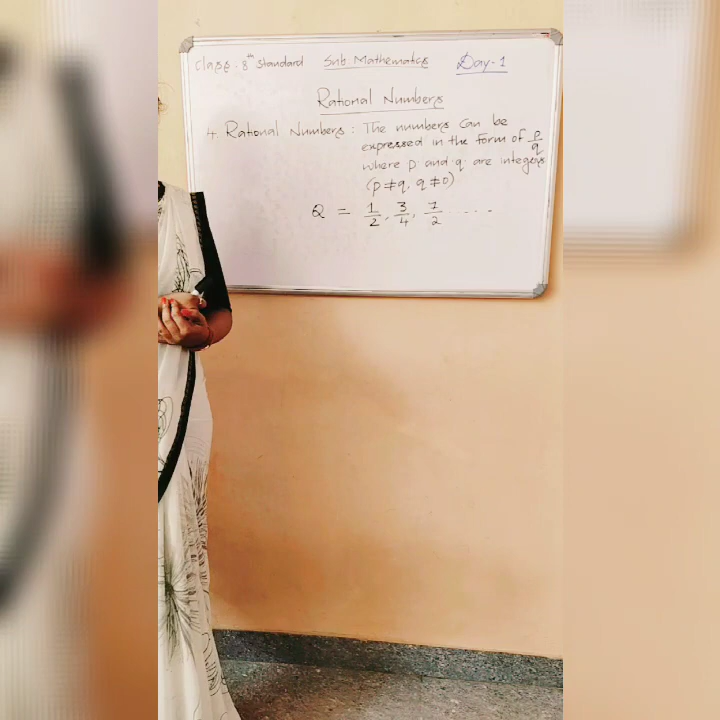 Class : 8th Standard Sub Mathematics Day-1
Rational Numbers
4. Rational Numbers : The numbers can be
expressed in the form of p/q
where p and q are integers
(p ≠ q, q ≠ 0)
Q = 1/2, 3/4, 7/2 .....